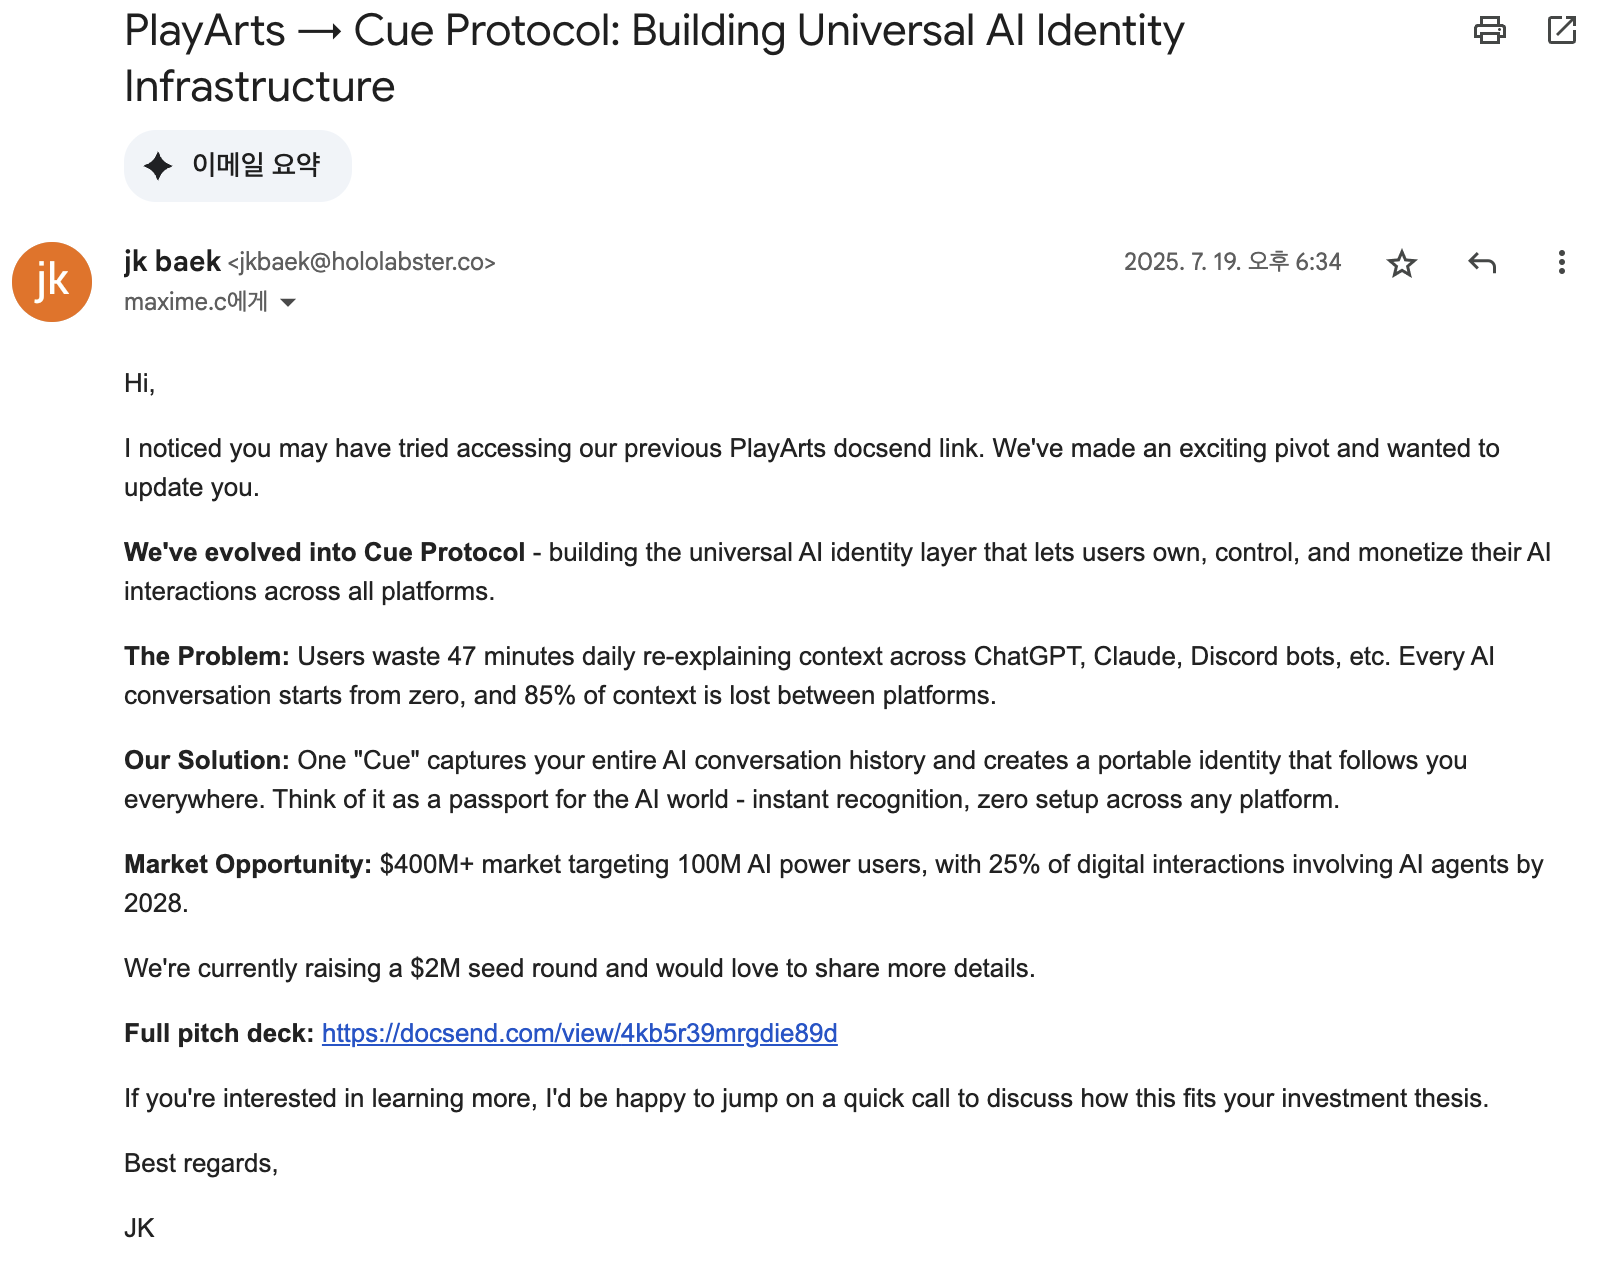 PlayArts → Cue Protocol: Building Universal AI Identity
Infrastructure
이메일 요약
jk
jk baek <jkbaek@hololabster.co>
2025. 7. 19. 오후 6:34
maxime.c에게
Hi,
I noticed you may have tried accessing our previous PlayArts docsend link. We've made an exciting pivot and wanted to
update you.
We've evolved into Cue Protocol - building the universal AI identity layer that lets users own, control, and monetize their AI
interactions across all platforms.
The Problem: Users waste 47 minutes daily re-explaining context across ChatGPT, Claude, Discord bots, etc. Every AI
conversation starts from zero, and 85% of context is lost between platforms.
Our Solution: One "Cue" captures your entire AI conversation history and creates a portable identity that follows you
everywhere. Think of it as a passport for the AI world - instant recognition, zero setup across any platform.
Market Opportunity: $400M+ market targeting 100M AI power users, with 25% of digital interactions involving AI agents by
2028.
We're currently raising a $2M seed round and would love to share more details.
Full pitch deck: https://docsend.com/view/4kb5r39mrgdie89d
If you're interested in learning more, I'd be happy to jump on a quick call to discuss how this fits your investment thesis.
Best regards,
JK